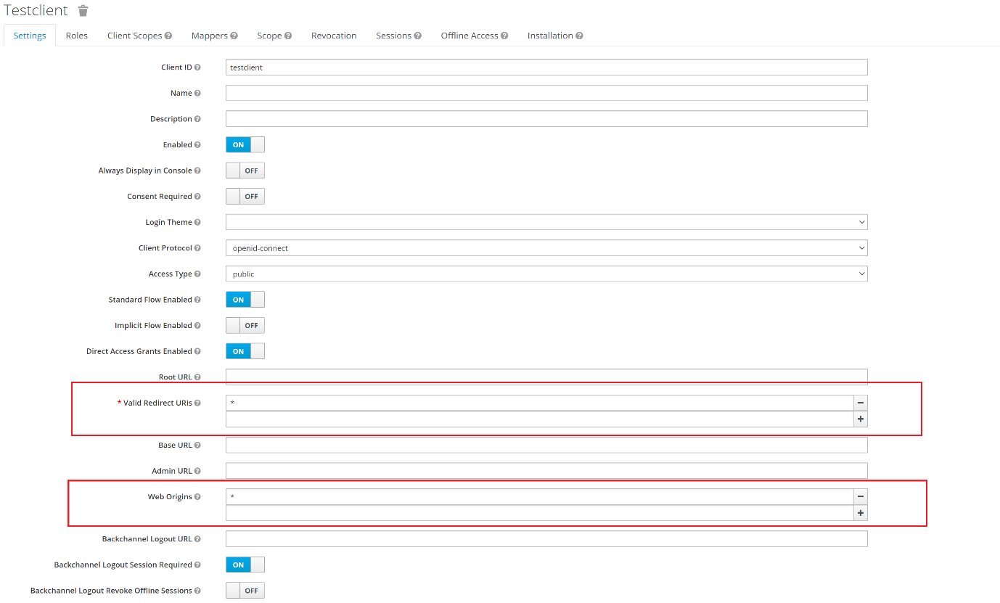 Testclient
Settings Roles Client Scopes Mappers Scope Revocation Sessions Offline Access Installation
Client ID testclient
Name
Description
Enabled ON
Always Display in Console OFF
Consent Required OFF
Login Theme
Client Protocol openid-connect
Access Type public
Standard Flow Enabled ON
Implicit Flow Enabled OFF
Direct Access Grants Enabled ON
Root URL
* Valid Redirect URIs *
Base URL
Admin URL
Web Origins *
Backchannel Logout URL
Backchannel Logout Session Required ON
Backchannel Logout Revoke Offline Sessions OFF